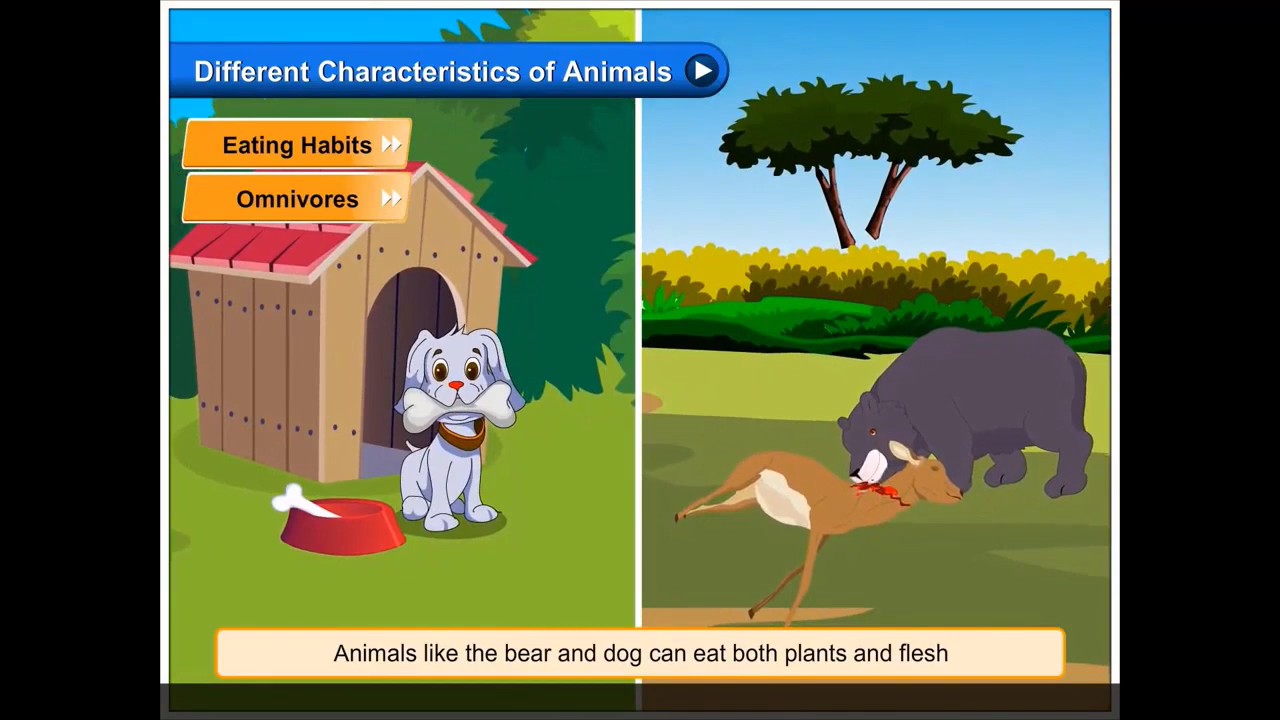 Different Characteristics of Animals
Eating Habits
Omnivores
Animals like the bear and dog can eat both plants and flesh